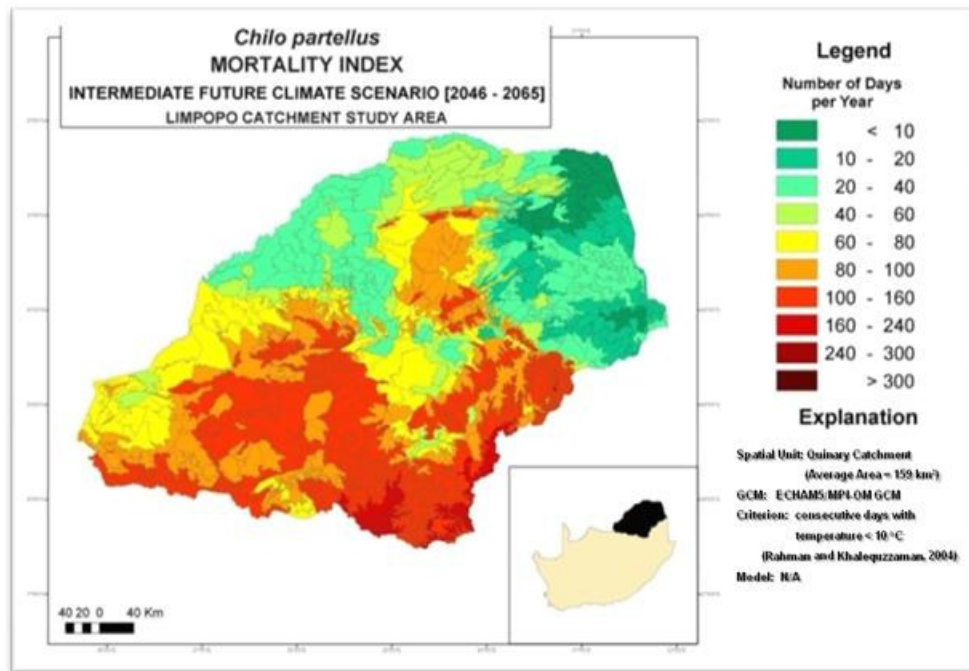 Chilo partellus
MORTALITY INDEX
INTERMEDIATE FUTURE CLIMATE SCENARIO [2046 - 2065]
LIMPOPO CATCHMENT STUDY AREA
Legend
Number of Days
per Year
< 10
10 - 20
20 - 40
40 - 60
60 - 80
80 - 100
100 - 160
160 - 240
240 - 300
> 300
Explanation
Spatial Unit: Quinary Catchment
(Average Area = 159 km²)
GCM: ECHAM5/MPI-OM GCM
Criterion: consecutive days with
temperature < 10 °C
(Rahman and Khalequzzaman, 2004)
Model: N/A
40 20 0 40 Km